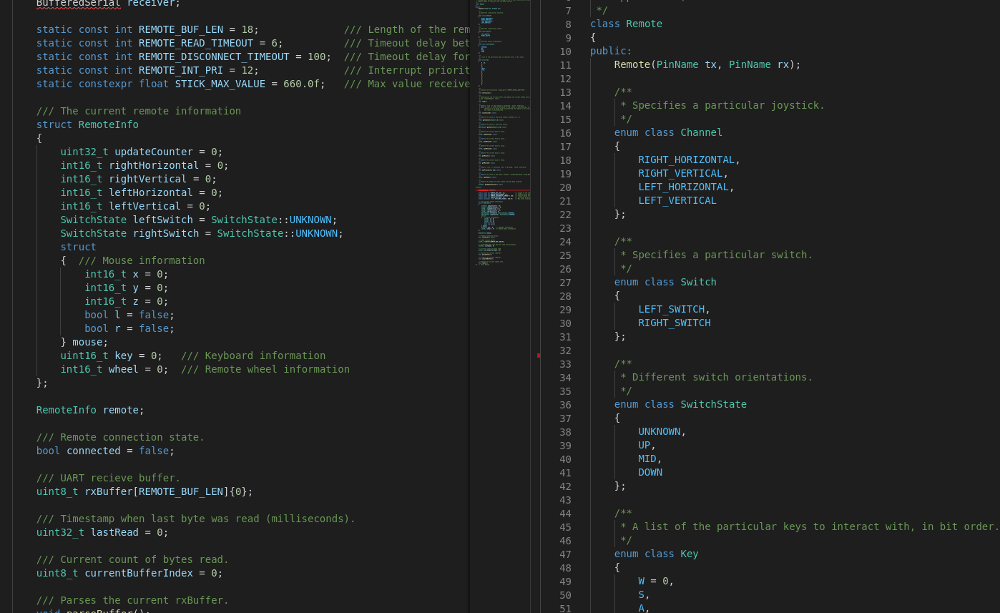 BufferedSerial receiver;
static const int REMOTE_BUF_LEN = 18; /// Length of the rem
static const int REMOTE_READ_TIMEOUT = 6; /// Timeout delay bet
static const int REMOTE_DISCONNECT_TIMEOUT = 100; /// Timeout delay for
static const int REMOTE_INT_PRI = 12; /// Interrupt priorit
static constexpr float STICK_MAX_VALUE = 660.0f; /// Max value receive
/// The current remote information
struct RemoteInfo
{
uint32_t updateCounter = 0;
int16_t rightHorizontal = 0;
int16_t rightVertical = 0;
int16_t leftHorizontal = 0;
int16_t leftVertical = 0;
SwitchState leftSwitch = SwitchState::UNKNOWN;
SwitchState rightSwitch = SwitchState::UNKNOWN;
struct
{ /// Mouse information
int16_t x = 0;
int16_t y = 0;
int16_t z = 0;
bool l = false;
bool r = false;
} mouse;
uint16_t key = 0; /// Keyboard information
int16_t wheel = 0; /// Remote wheel information
};
RemoteInfo remote;
/// Remote connection state.
bool connected = false;
/// UART recieve buffer.
uint8_t rxBuffer[REMOTE_BUF_LEN]{0};
/// Timestamp when last byte was read (milliseconds).
uint32_t lastRead = 0;
/// Current count of bytes read.
uint8_t currentBufferIndex = 0;
/// Parses the current rxBuffer.
void parseBuffer();
7 */
8 class Remote
9 {
10 public:
11 Remote(PinName tx, PinName rx);
12
13 /**
14 * Specifies a particular joystick.
15 */
16 enum class Channel
17 {
18 RIGHT_HORIZONTAL,
19 RIGHT_VERTICAL,
20 LEFT_HORIZONTAL,
21 LEFT_VERTICAL
22 };
23
24 /**
25 * Specifies a particular switch.
26 */
27 enum class Switch
28 {
29 LEFT_SWITCH,
30 RIGHT_SWITCH
31 };
32
33 /**
34 * Different switch orientations.
35 */
36 enum class SwitchState
37 {
38 UNKNOWN,
39 UP,
40 MID,
41 DOWN
42 };
43
44 /**
45 * A list of the particular keys to interact with, in bit order.
46 */
47 enum class Key
48 {
49 W = 0,
50 S,
51 A,